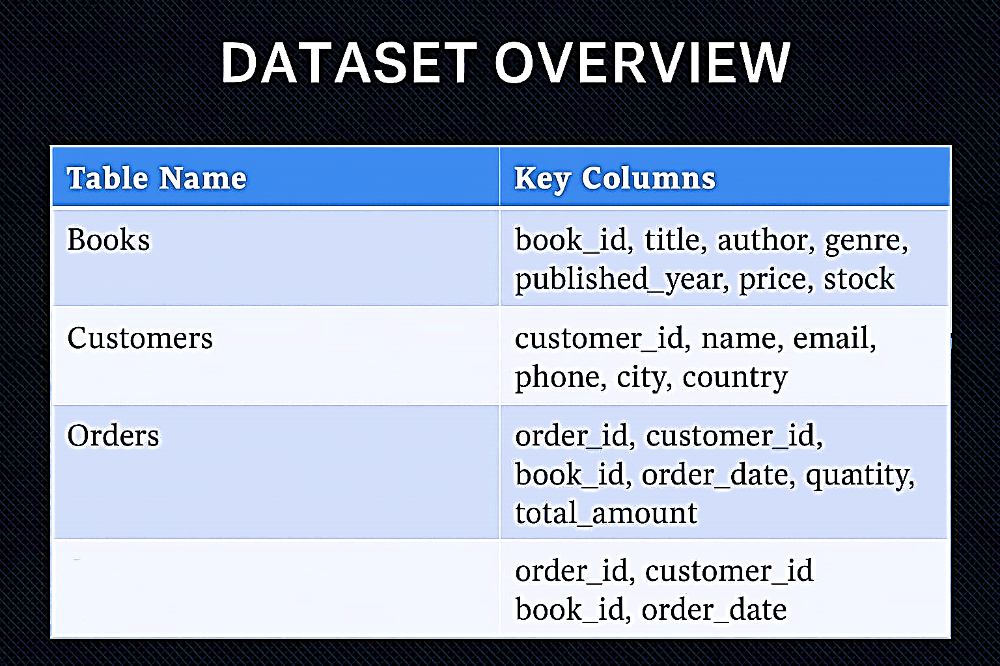 DATASET OVERVIEW
Table Name
Key Columns
Books
book_id, title, author, genre,
published_year, price, stock
Customers
customer_id, name, email,
phone, city, country
Orders
order_id, customer_id,
book_id, order_date, quantity,
total_amount
order_id, customer_id
book_id, order_date